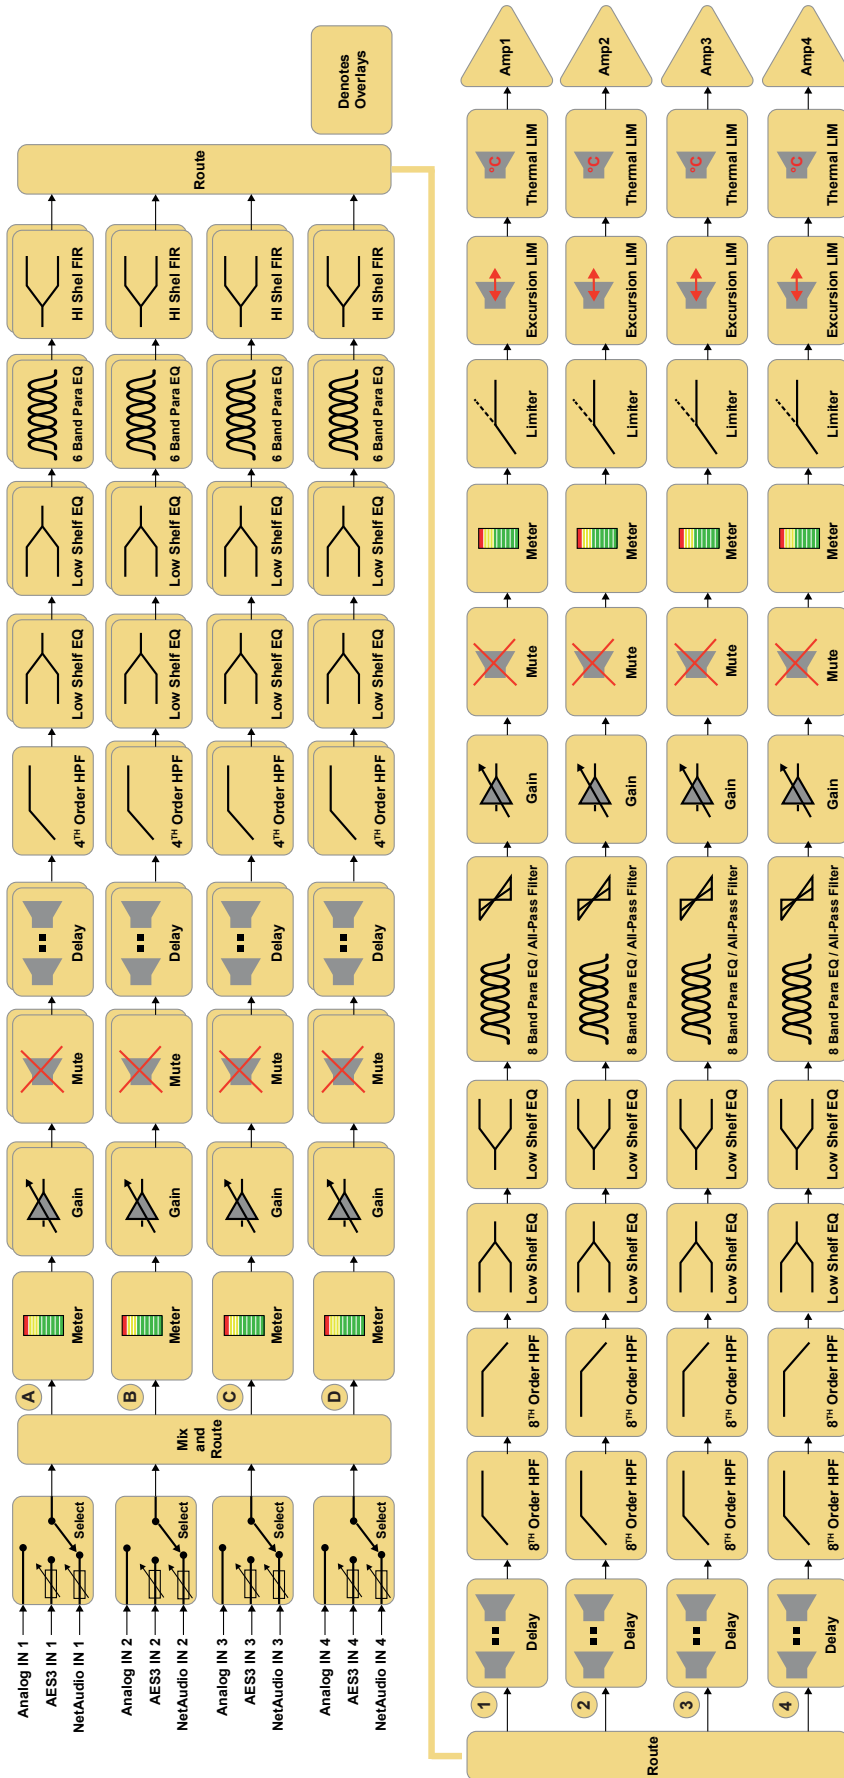 Analog IN 1
AES3 IN 1
NetAudio IN 1
Select
Analog IN 2
AES3 IN 2
NetAudio IN 2
Select
Analog IN 3
AES3 IN 3
NetAudio IN 3
Select
Analog IN 4
AES3 IN 4
NetAudio IN 4
Select
Mix
and
Route
A
Meter
Gain
Mute
Delay
4TH Order HPF
Low Shelf EQ
Low Shelf EQ
6 Band Para EQ
HI Shel FIR
B
Meter
Gain
Mute
Delay
4TH Order HPF
Low Shelf EQ
Low Shelf EQ
6 Band Para EQ
HI Shel FIR
C
Meter
Gain
Mute
Delay
4TH Order HPF
Low Shelf EQ
Low Shelf EQ
6 Band Para EQ
HI Shel FIR
D
Meter
Gain
Mute
Delay
4TH Order HPF
Low Shelf EQ
Low Shelf EQ
6 Band Para EQ
HI Shel FIR
Route
Denotes
Overlays
Route
1
Delay
8TH Order HPF
8TH Order HPF
Low Shelf EQ
Low Shelf EQ
8 Band Para EQ / All-Pass Filter
Gain
Mute
Meter
Limiter
Excursion LIM
°C
Thermal LIM
Amp1
2
Delay
8TH Order HPF
8TH Order HPF
Low Shelf EQ
Low Shelf EQ
8 Band Para EQ / All-Pass Filter
Gain
Mute
Meter
Limiter
Excursion LIM
°C
Thermal LIM
Amp2
3
Delay
8TH Order HPF
8TH Order HPF
Low Shelf EQ
Low Shelf EQ
8 Band Para EQ / All-Pass Filter
Gain
Mute
Meter
Limiter
Excursion LIM
°C
Thermal LIM
Amp3
4
Delay
8TH Order HPF
8TH Order HPF
Low Shelf EQ
Low Shelf EQ
8 Band Para EQ / All-Pass Filter
Gain
Mute
Meter
Limiter
Excursion LIM
°C
Thermal LIM
Amp4